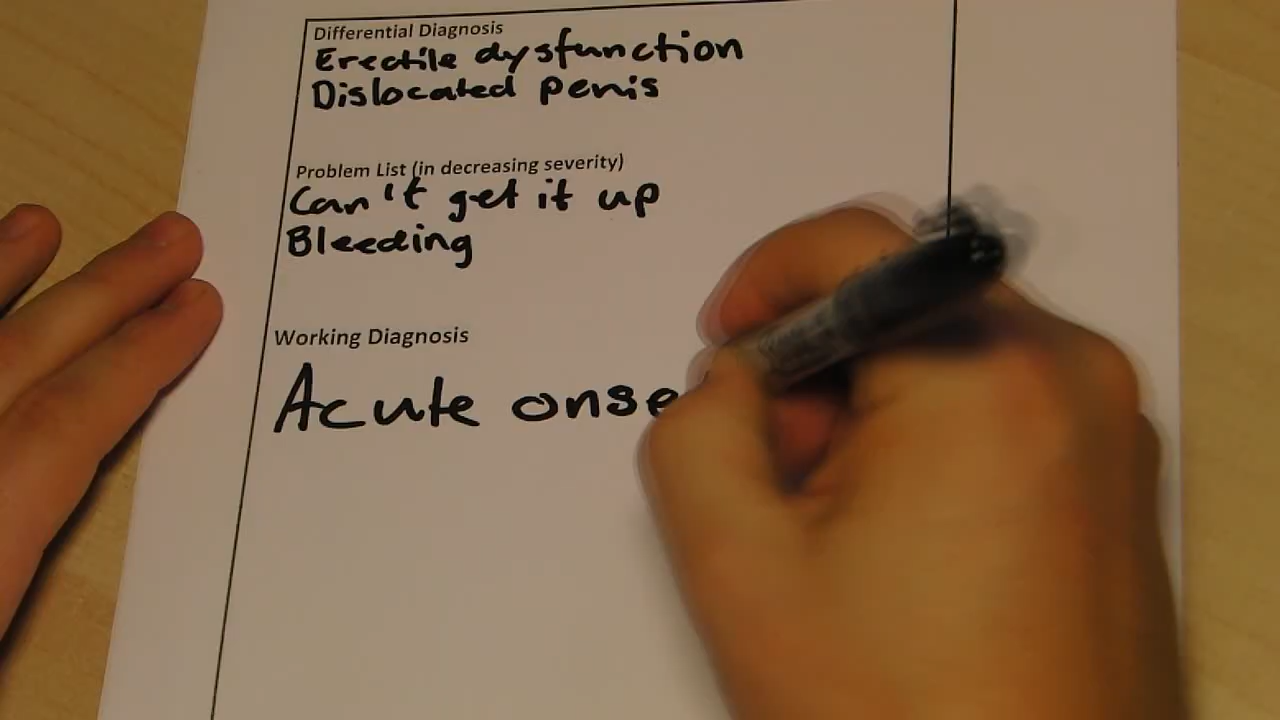 Differential Diagnosis
Erectile dysfunction
Dislocated penis
Problem List (in decreasing severity)
Can't get it up
Bleeding
Working Diagnosis
Acute onse